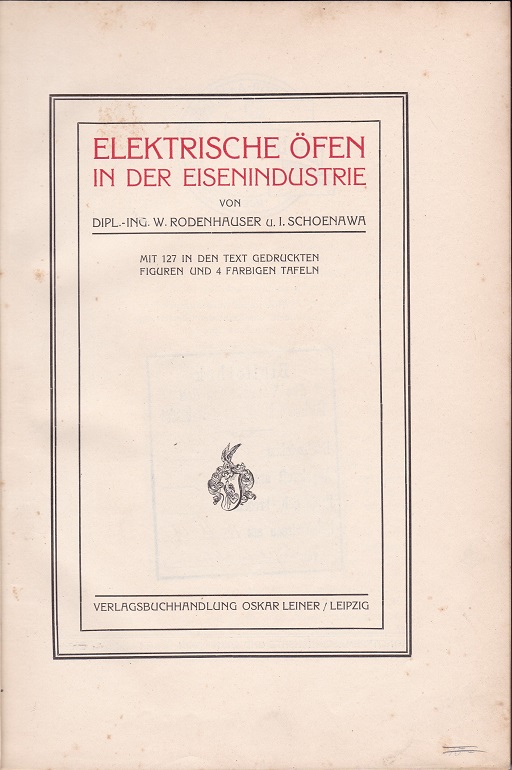 ELEKTRISCHE ÖFEN
IN DER EISENINDUSTRIE
VON
DIPL.-ING. W. RODENHAUSER u. I. SCHOENAWA
MIT 127 IN DEN TEXT GEDRUCKTEN
FIGUREN UND 4 FARBIGEN TAFELN
VERLAGSBUCHHANDLUNG OSKAR LEINER / LEIPZIG